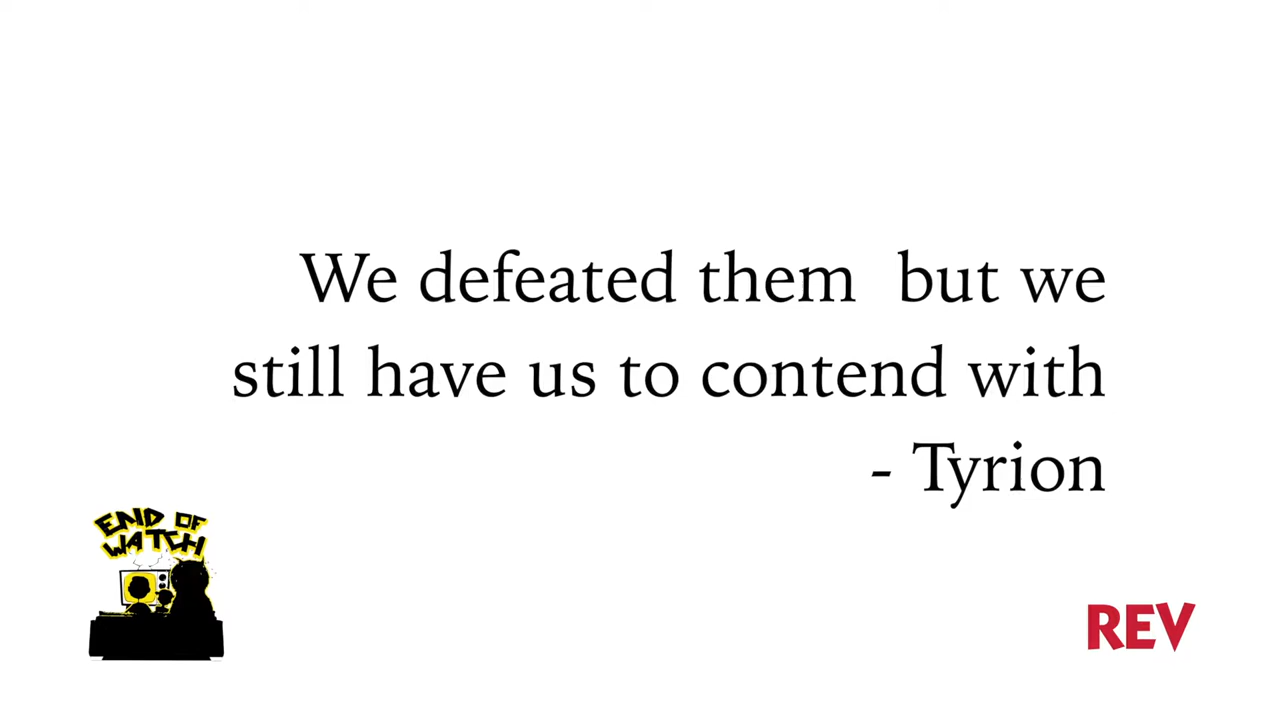 We defeated them  but we
still have us to contend with
- Tyrion
END OF
WATCH
REV